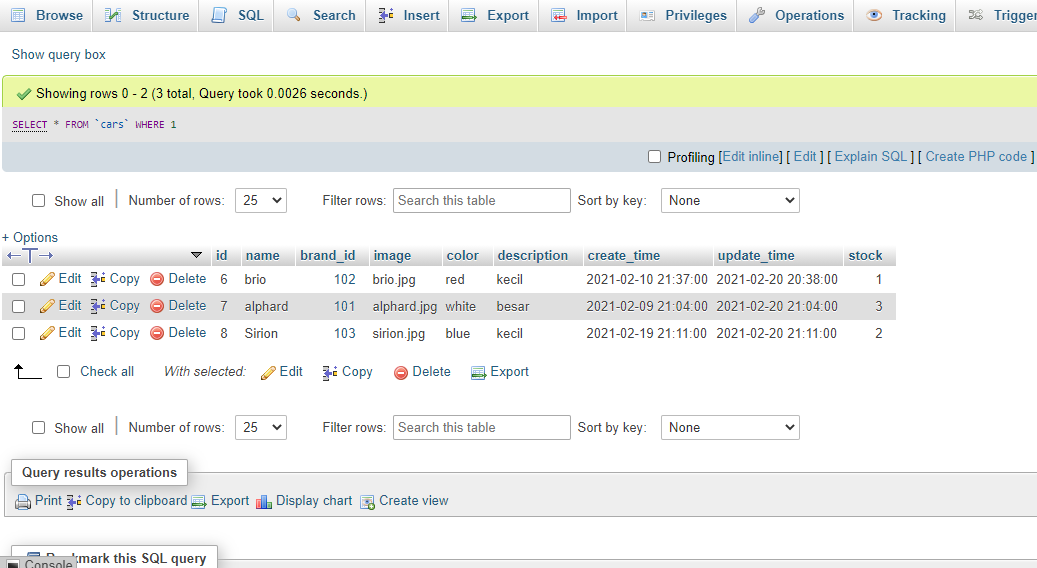 Browse Structure SQL Search Insert Export Import Privileges Operations Tracking Trigger
Show query box
Showing rows 0 - 2 (3 total, Query took 0.0026 seconds.)
SELECT * FROM `cars` WHERE 1
Profiling [Edit inline] [ Edit ] [ Explain SQL ] [ Create PHP code ]
Show all Number of rows: 25 Filter rows: Search this table Sort by key: None
+ Options
←T→ id name brand_id image color description create_time update_time stock
Edit Copy Delete 6 brio 102 brio.jpg red kecil 2021-02-10 21:37:00 2021-02-20 20:38:00 1
Edit Copy Delete 7 alphard 101 alphard.jpg white besar 2021-02-09 21:04:00 2021-02-20 21:04:00 3
Edit Copy Delete 8 Sirion 103 sirion.jpg blue kecil 2021-02-19 21:11:00 2021-02-20 21:11:00 2
Check all With selected: Edit Copy Delete Export
Show all Number of rows: 25 Filter rows: Search this table Sort by key: None
Query results operations
Print Copy to clipboard Export Display chart Create view
Bookmark this SQL query
Console